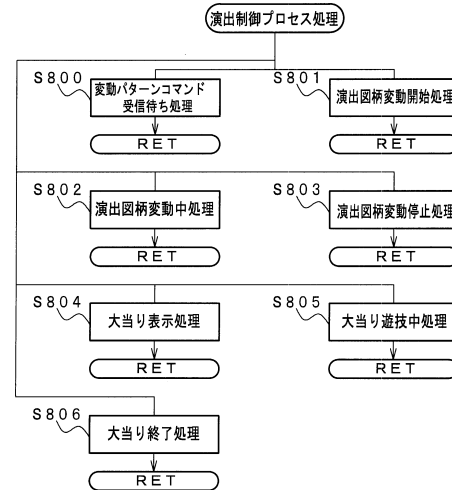 演出制御プロセス処理
S800
変動パターンコマンド
受信待ち処理
RET
S801
演出図柄変動開始処理
RET
S802
演出図柄変動中処理
RET
S803
演出図柄変動停止処理
RET
S804
大当り表示処理
RET
S805
大当り遊技中処理
RET
S806
大当り終了処理
RET